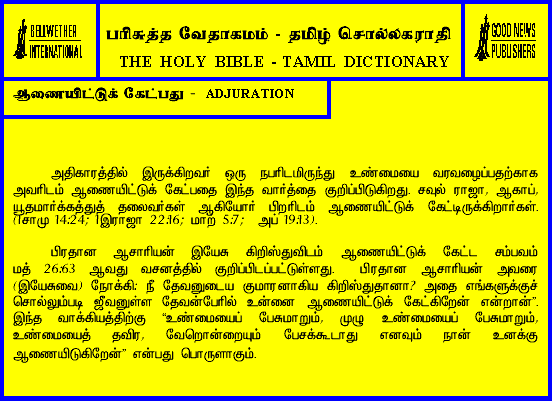 BELLWETHER
INTERNATIONAL
பரிசுத்த வேதாகமம் - தமிழ் சொல்லகராதி
THE HOLY BIBLE - TAMIL DICTIONARY
GOOD NEWS
PUBLISHERS
ஆணையிட்டுக் கேட்பது - ADJURATION
அதிகாரத்தில் இருக்கிறவர் ஒரு நபரிடமிருந்து உண்மையை வரவழைப்பதற்காக
அவரிடம் ஆணையிட்டுக் கேட்பதை இந்த வார்த்தை குறிப்பிடுகிறது. சவுல் ராஜா, ஆகாப்,
யூதமார்க்கத்துத் தலைவர்கள் ஆகியோர் பிறரிடம் ஆணையிட்டுக் கேட்டிருக்கிறார்கள்.
(1சாமு 14:24; 1இராஜா 22:16; மாற் 5:7; அப் 19:13).
பிரதான ஆசாரியன் இயேசு கிறிஸ்துவிடம் ஆணையிட்டுக் கேட்ட சம்பவம்
மத் 26:63 ஆவது வசனத்தில் குறிப்பிடப்பட்டுள்ளது. பிரதான ஆசாரியன் அவரை
(இயேசுவை) நோக்கி: நீ தேவனுடைய குமாரனாகிய கிறிஸ்துதானா? அதை எங்களுக்குச்
சொல்லும்படி ஜீவனுள்ள தேவன்பேரில் உன்னை ஆணையிட்டுக் கேட்கிறேன் என்றான்”.
இந்த வாக்கியத்திற்கு “உண்மையைப் பேசுமாறும், முழு உண்மையைப் பேசுமாறும்,
உண்மையைத் தவிர, வேறொன்றையும் பேசக்கூடாது எனவும் நான் உனக்கு
ஆணையிடுகிறேன்” என்பது பொருளாகும்.